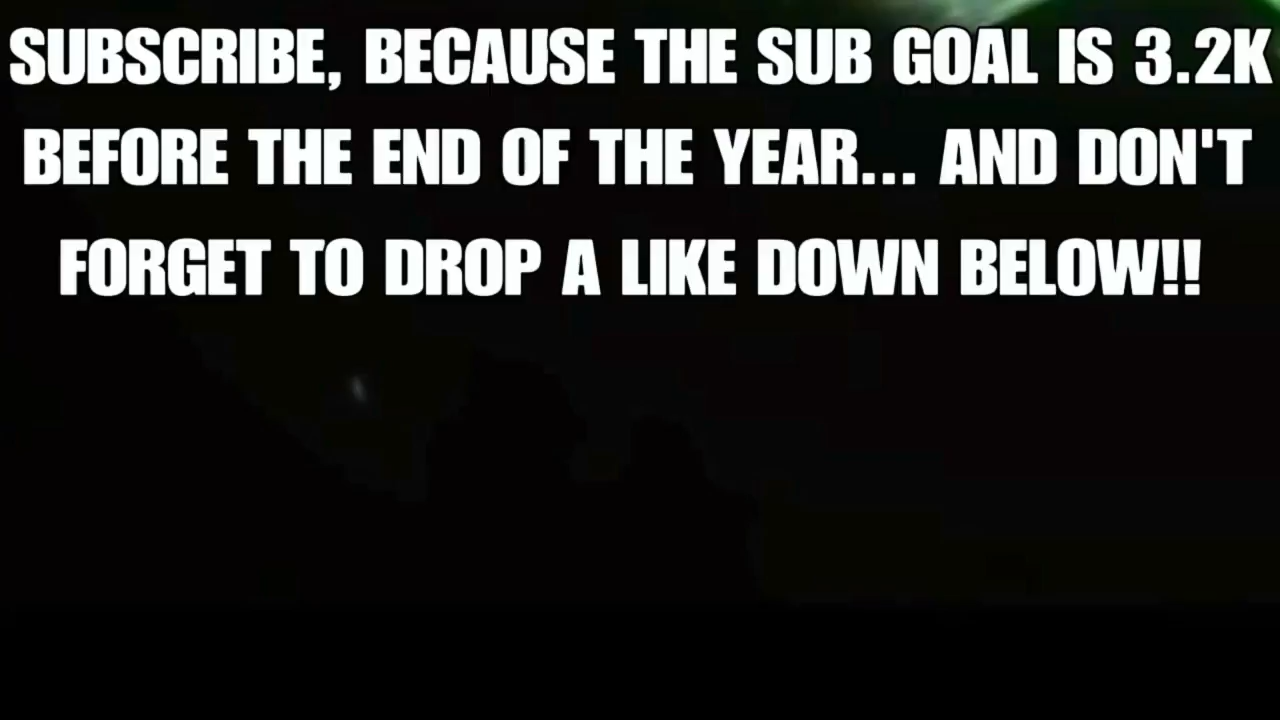 SUBSCRIBE, BECAUSE THE SUB GOAL IS 3.2K
BEFORE THE END OF THE YEAR... AND DON'T
FORGET TO DROP A LIKE DOWN BELOW!!